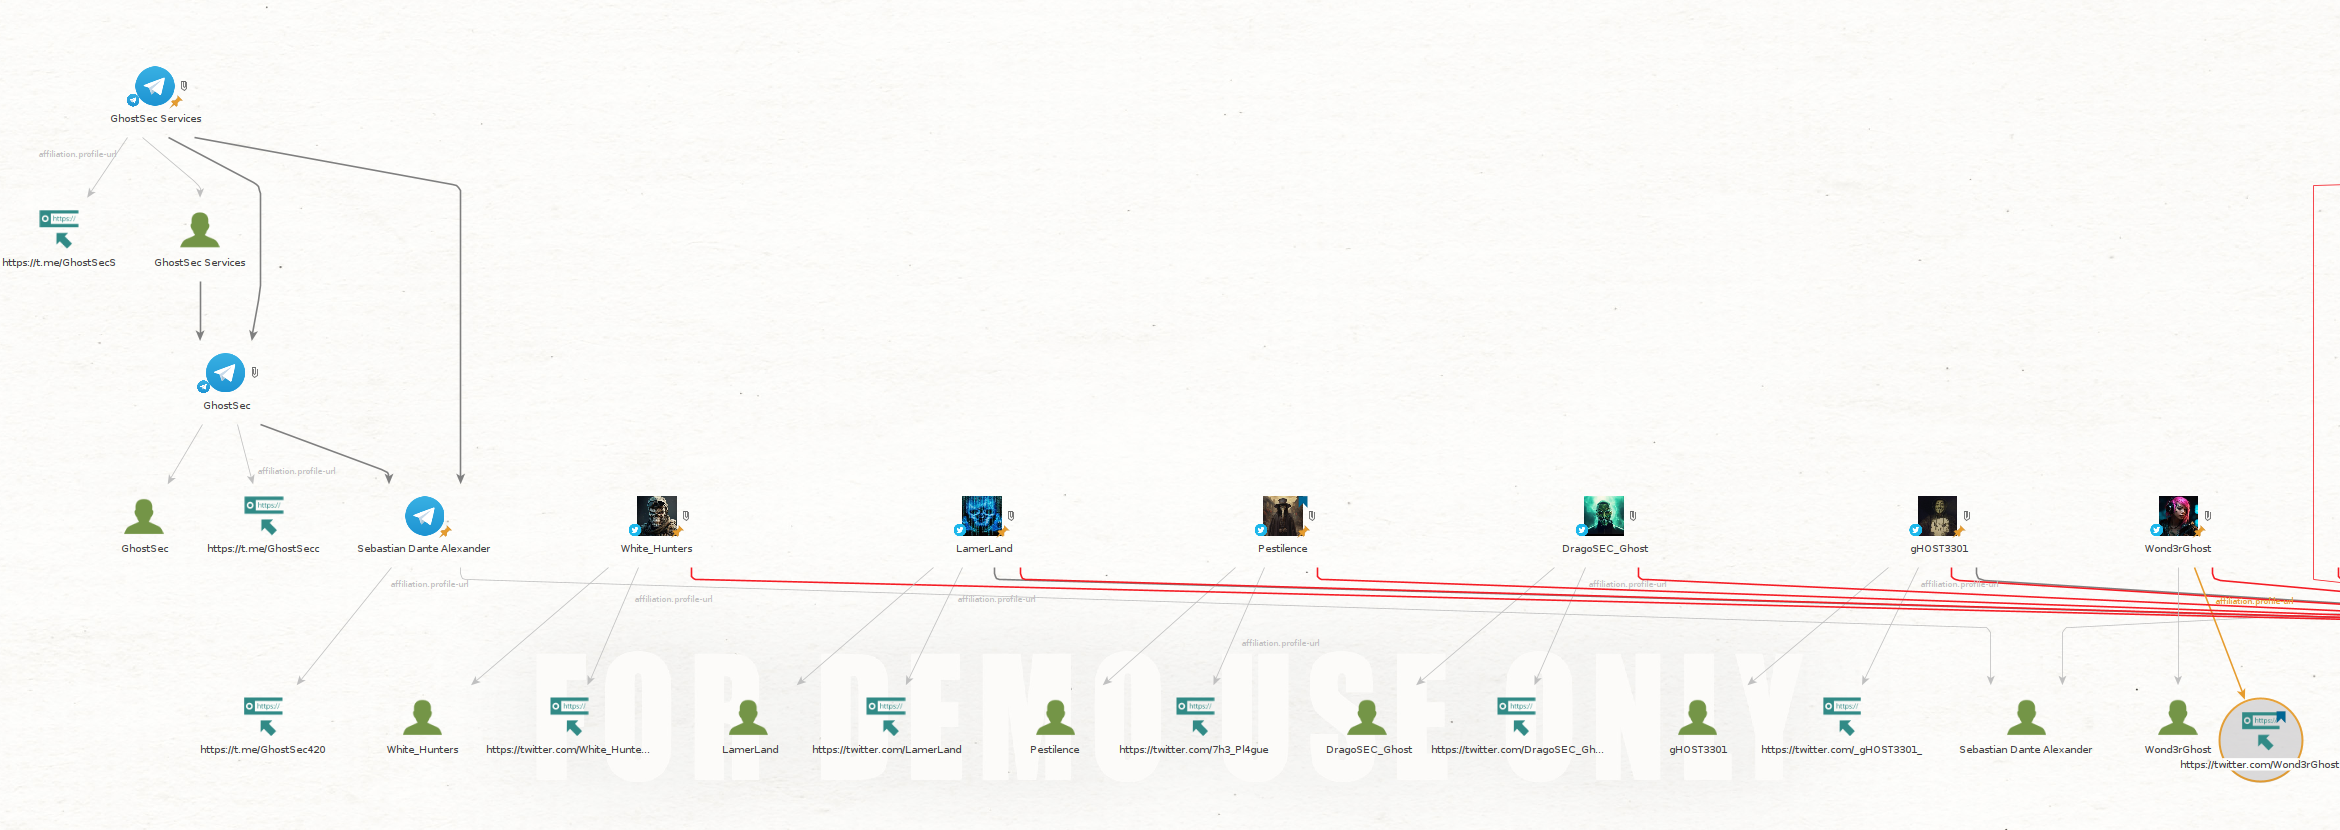 GhostSec Services
affiliation.profile-url
https://
https://t.me/GhostSecS
GhostSec Services
GhostSec
affiliation.profile-url
https://
GhostSec
https://t.me/GhostSecc
Sebastian Dante Alexander
White_Hunters
LamerLand
Pestilence
DragoSEC_Ghost
gHOST3301
Wond3rGhost
affiliation.profile-url
affiliation.profile-url
affiliation.profile-url
affiliation.profile-url
affiliation.profile-url
affiliation.profile-url
affiliation.profile-url
FOR DEMO USE ONLY
https://
https://
https://
https://
https://
https://
https://
https://t.me/GhostSec420
White_Hunters
https://twitter.com/White_Hunte...
LamerLand
https://twitter.com/LamerLand
Pestilence
https://twitter.com/7h3_Pl4gue
DragoSEC_Ghost
https://twitter.com/DragoSEC_Gh...
gHOST3301
https://twitter.com/_gHOST3301_
Sebastian Dante Alexander
Wond3rGhost
https://twitter.com/Wond3rGhost